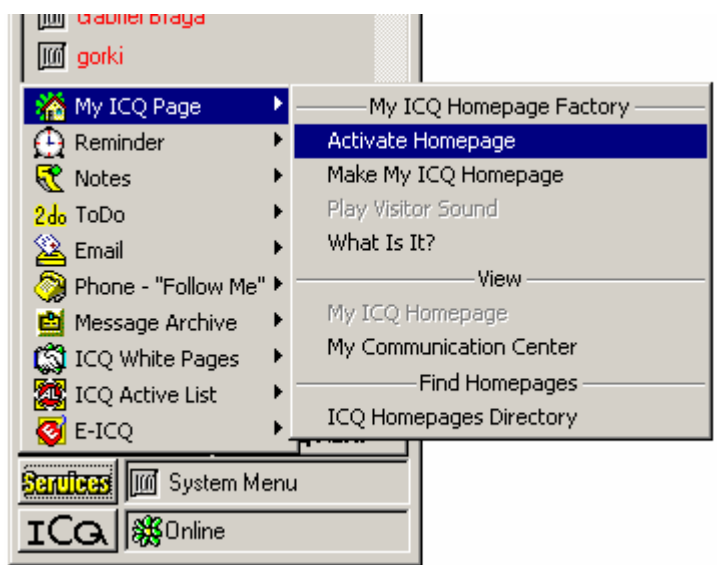 Gabriel Braga
gorki
My ICQ Page
Reminder
Notes
2do ToDo
Email
Phone - "Follow Me"
Message Archive
ICQ White Pages
ICQ Active List
E-ICQ
My ICQ Homepage Factory
Activate Homepage
Make My ICQ Homepage
Play Visitor Sound
What Is It?
View
My ICQ Homepage
My Communication Center
Find Homepages
ICQ Homepages Directory
Services
System Menu
ICQ
Online